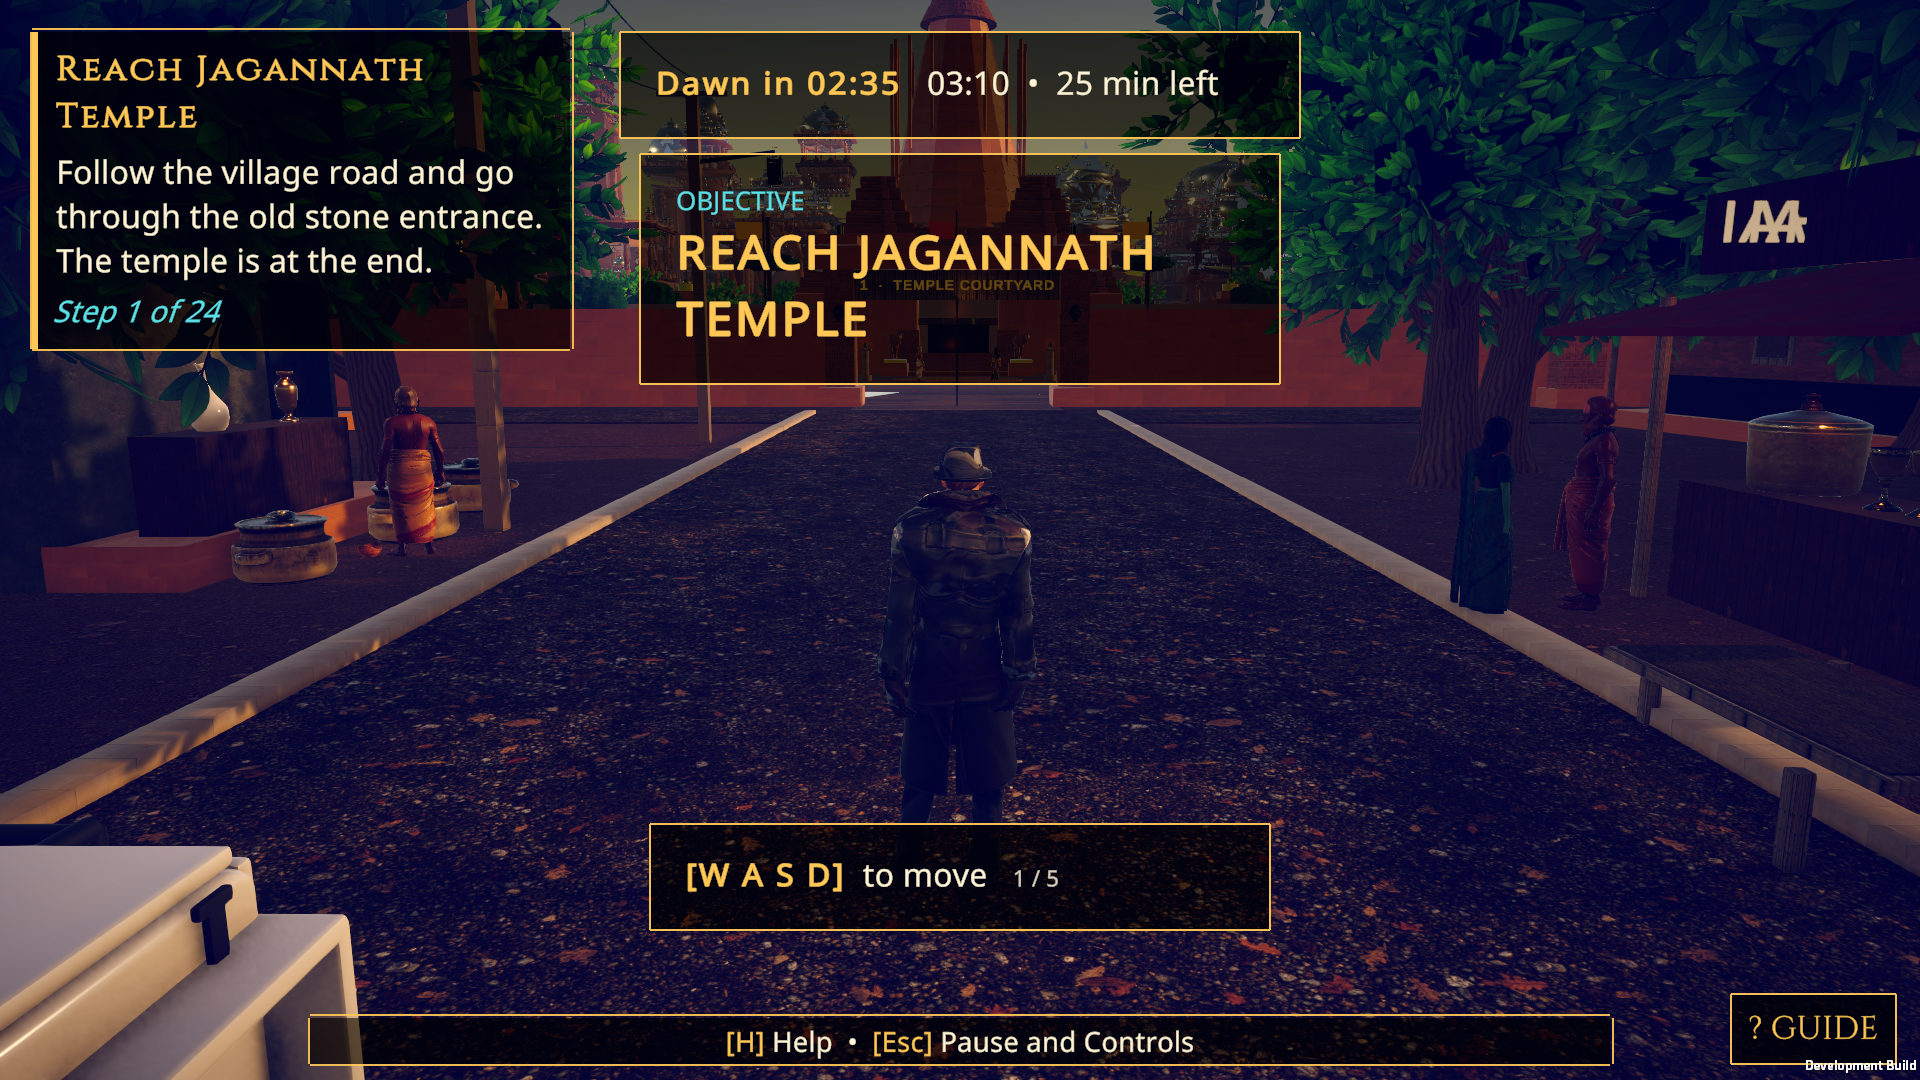 REACH JAGANNATH
TEMPLE
Follow the village road and go
through the old stone entrance.
The temple is at the end.
Step 1 of 24
Dawn in 02:35 03:10 • 25 min left
OBJECTIVE
REACH JAGANNATH
1 · TEMPLE COURTYARD
TEMPLE
[W A S D] to move 1 / 5
[H] Help • [Esc] Pause and Controls
? GUIDE
Development Build